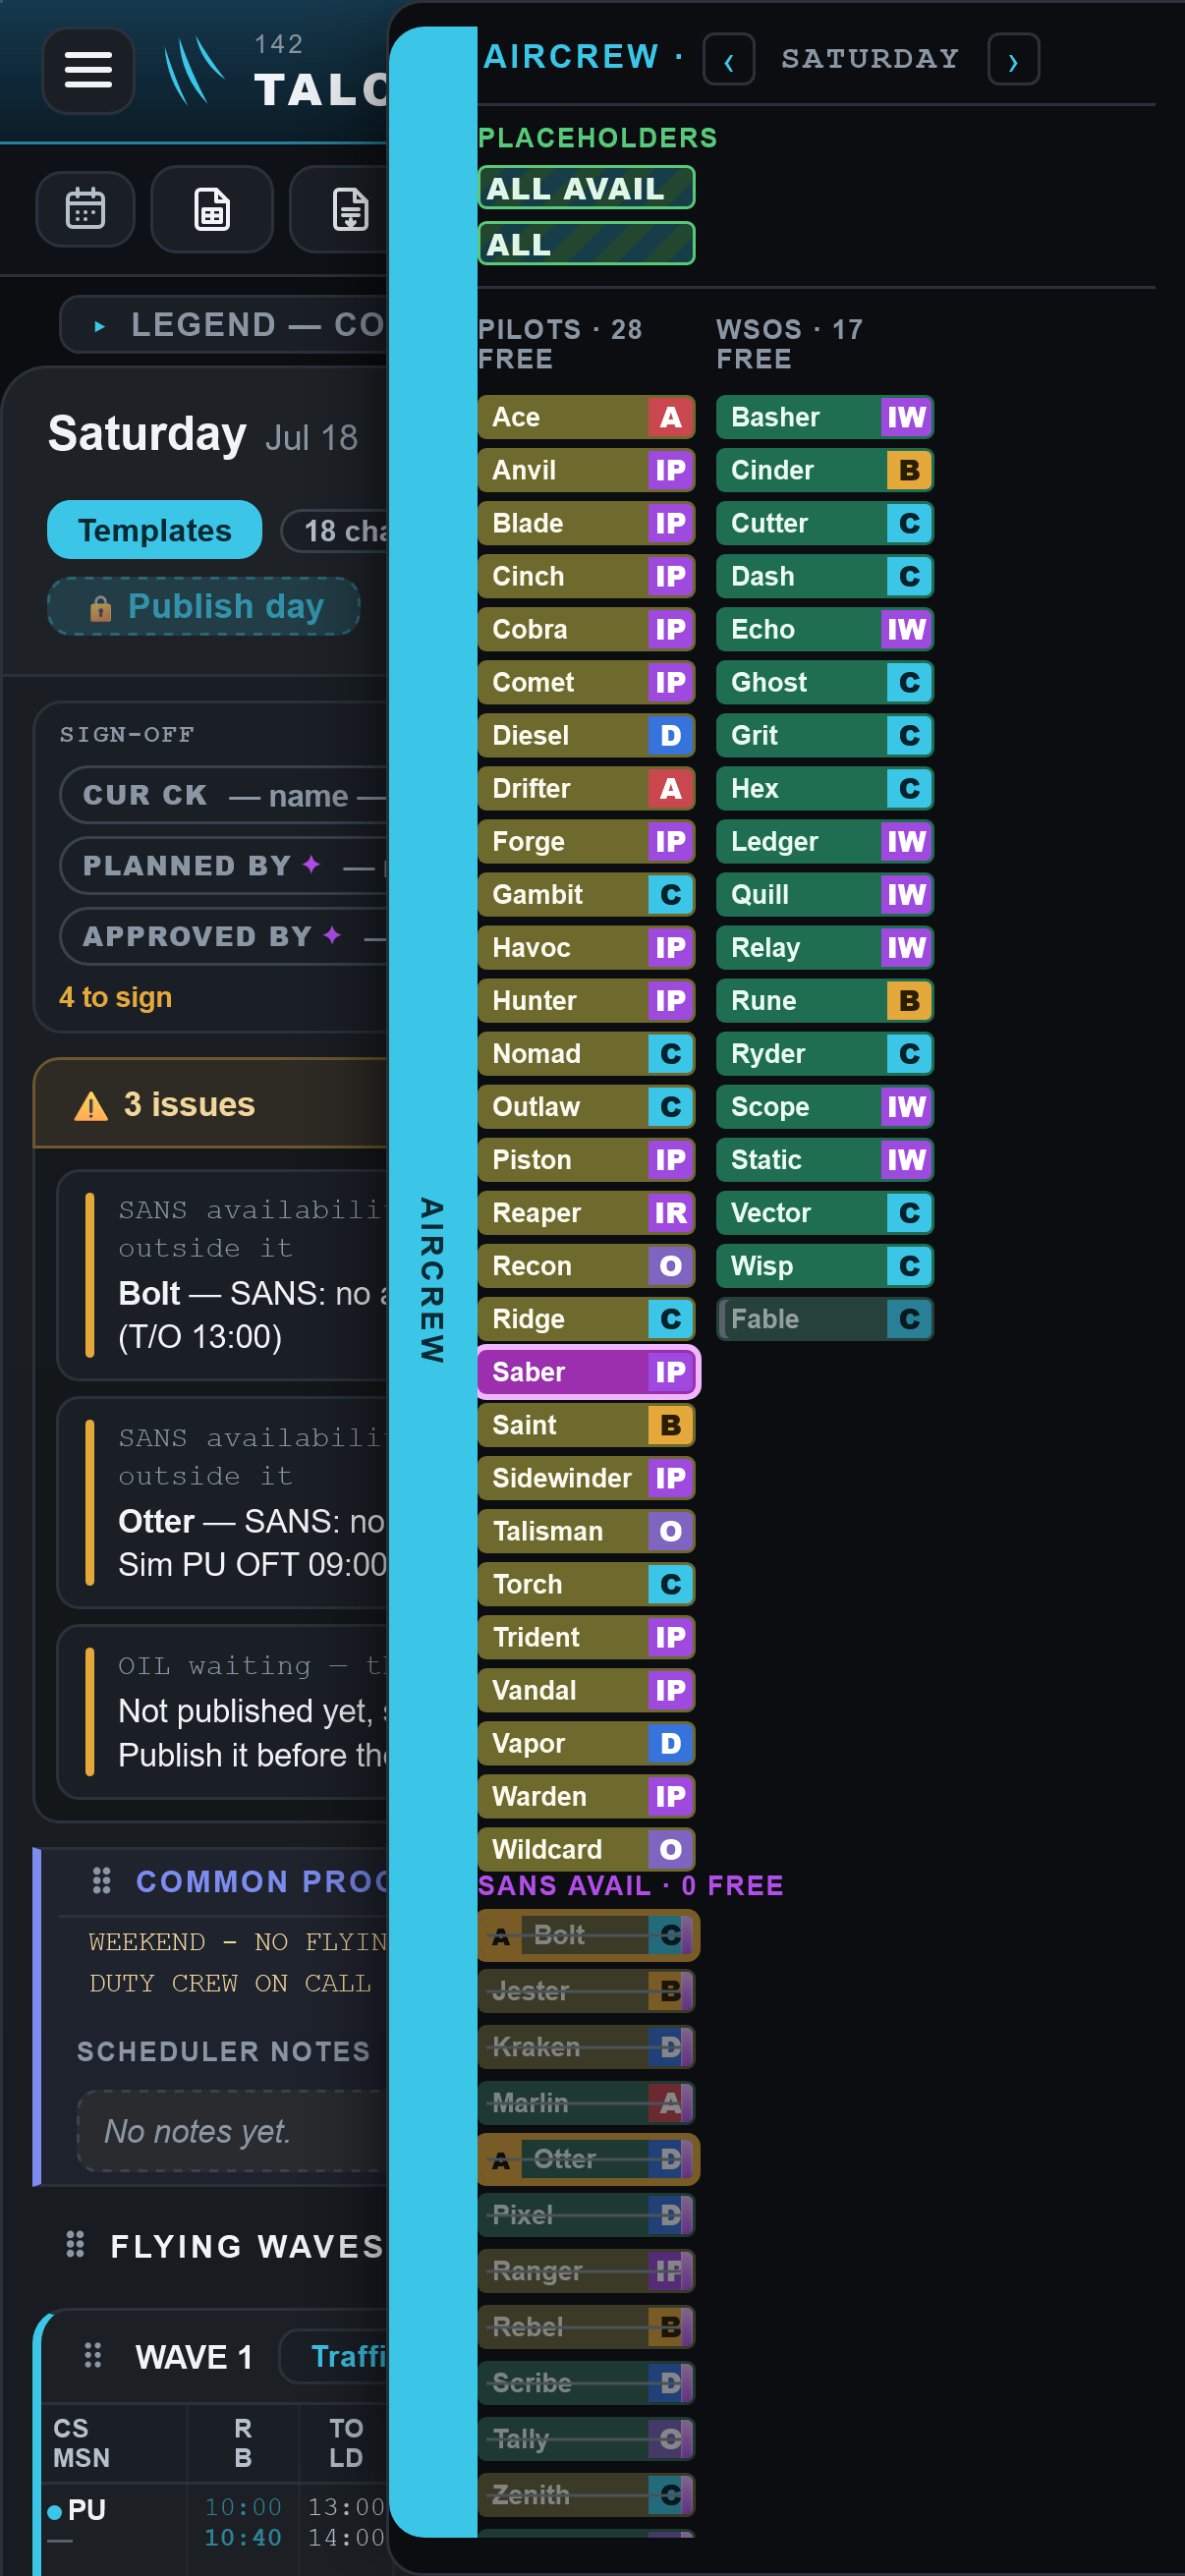 142
TALO
LEGEND — CO
Saturday Jul 18
Templates 18 cha
Publish day
SIGN-OFF
CUR CK — name —
PLANNED BY —
APPROVED BY —
4 to sign
3 issues
SANS availabili
outside it
Bolt — SANS: no a
(T/O 13:00)
SANS availabili
outside it
Otter — SANS: no
Sim PU OFT 09:00
OIL waiting — th
Not published yet, s
Publish it before the
COMMON PROC
WEEKEND – NO FLYIN
DUTY CREW ON CALL
SCHEDULER NOTES
No notes yet.
FLYING WAVES
WAVE 1 Traffi
CS R TO
MSN B LD
PU 10:00 13:00
— 10:40 14:00
AIRCREW
AIRCREW · ‹ SATURDAY ›
PLACEHOLDERS
ALL AVAIL
ALL
PILOTS · 28
FREE
Ace A
Anvil IP
Blade IP
Cinch IP
Cobra IP
Comet IP
Diesel D
Drifter A
Forge IP
Gambit C
Havoc IP
Hunter IP
Nomad C
Outlaw C
Piston IP
Reaper IR
Recon O
Ridge C
Saber IP
Saint B
Sidewinder IP
Talisman O
Torch C
Trident IP
Vandal IP
Vapor D
Warden IP
Wildcard O
WSOS · 17
FREE
Basher IW
Cinder B
Cutter C
Dash C
Echo IW
Ghost C
Grit C
Hex C
Ledger IW
Quill IW
Relay IW
Rune B
Ryder C
Scope IW
Static IW
Vector C
Wisp C
Fable C
SANS AVAIL · 0 FREE
A Bolt C
Jester B
Kraken D
Marlin A
A Otter D
Pixel D
Ranger IP
Rebel B
Scribe D
Tally O
Zenith C